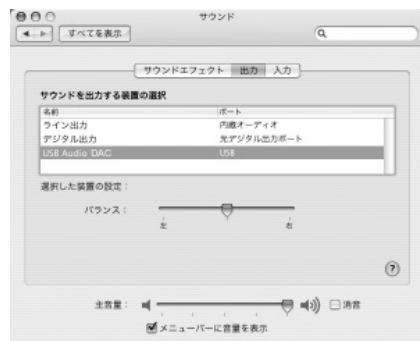 サウンド
すべてを表示
サウンドエフェクト 出力 入力
サウンドを出力する装置の選択
名前 ポート
ライン出力 内蔵オーディオ
デジタル出力 光デジタル出力ポート
USB Audio DAC USB
選択した装置の設定：
バランス：
左 右
?
主音量： 消音
メニューバーに音量を表示